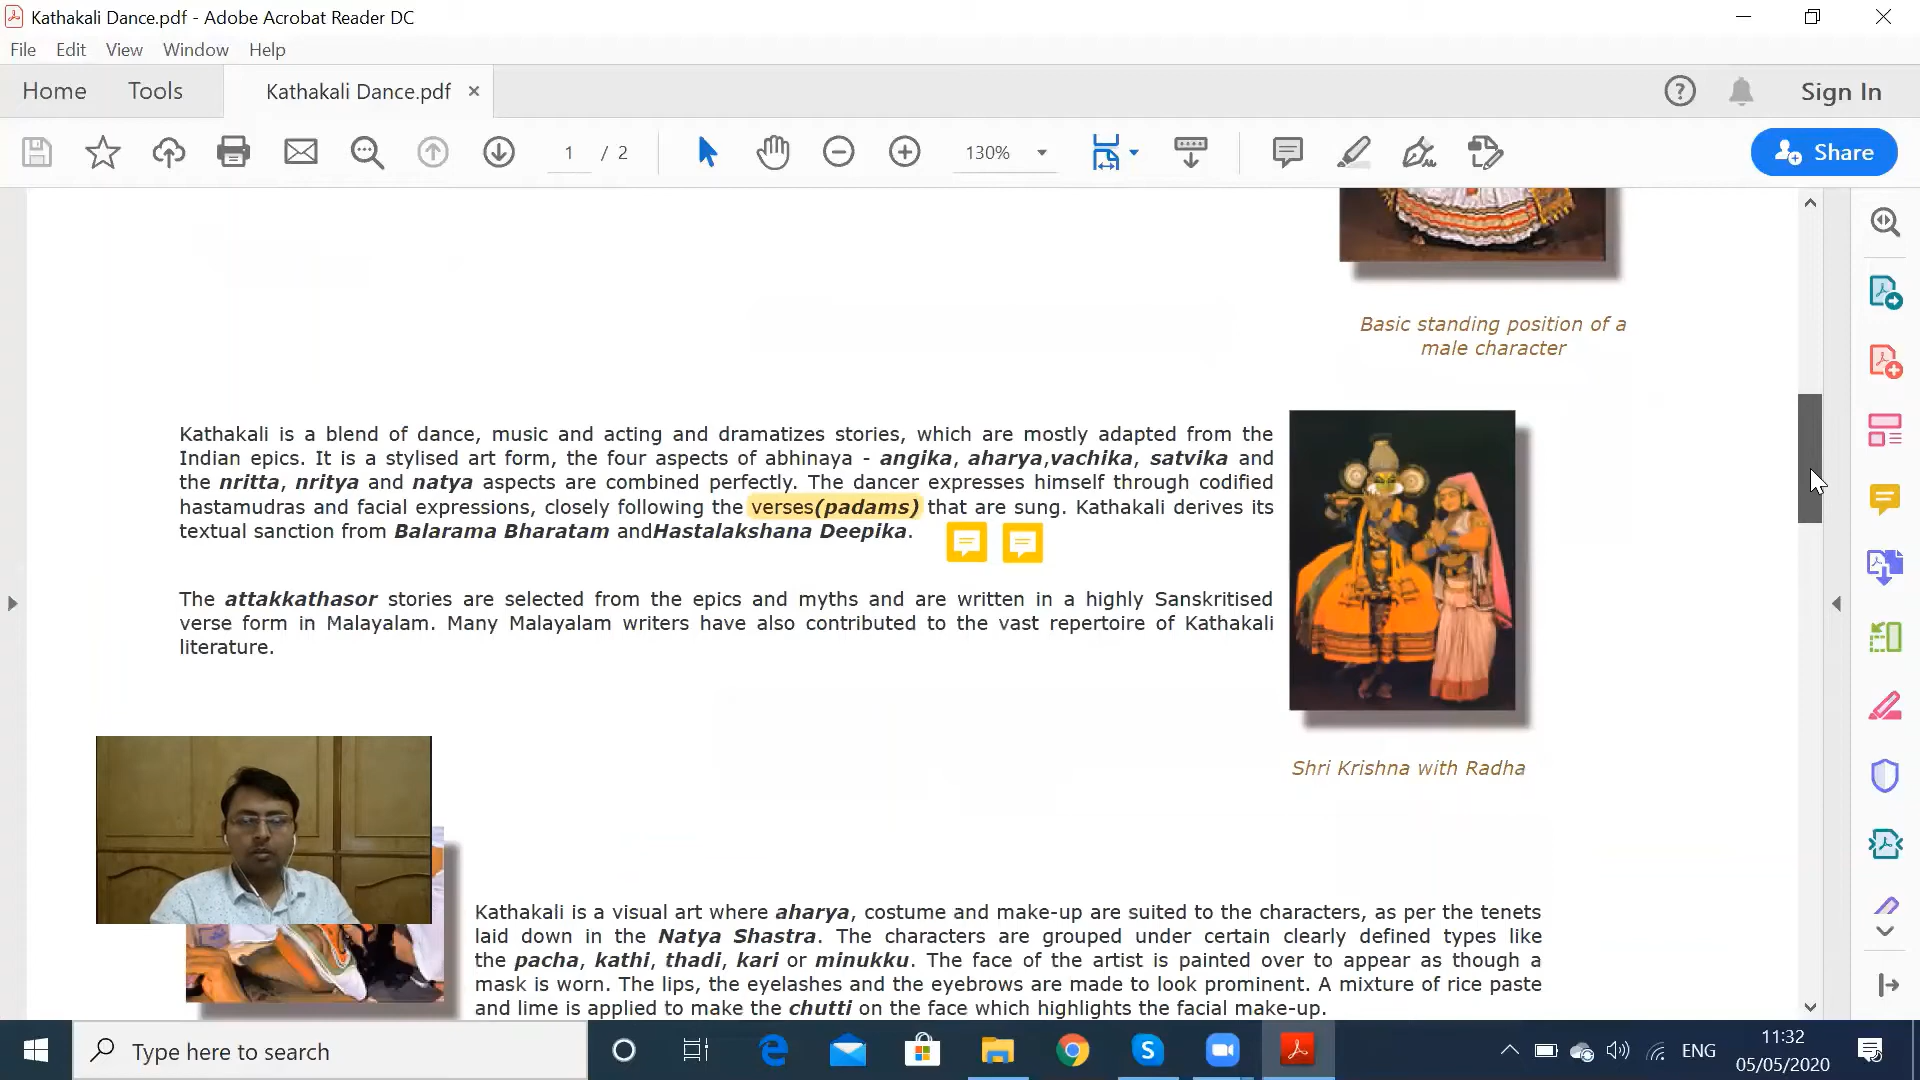 Kathakali Dance.pdf - Adobe Acrobat Reader DC
File Edit View Window Help
Home Tools Kathakali Dance.pdf × Sign In
1 / 2 130% Share
Basic standing position of a
male character
Kathakali is a blend of dance, music and acting and dramatizes stories, which are mostly adapted from the
Indian epics. It is a stylised art form, the four aspects of abhinaya - angika, aharya,vachika, satvika and
the nritta, nritya and natya aspects are combined perfectly. The dancer expresses himself through codified
hastamudras and facial expressions, closely following the verses(padams) that are sung. Kathakali derives its
textual sanction from Balarama Bharatam andHastalakshana Deepika.
The attakkathasor stories are selected from the epics and myths and are written in a highly Sanskritised
verse form in Malayalam. Many Malayalam writers have also contributed to the vast repertoire of Kathakali
literature.
Shri Krishna with Radha
Kathakali is a visual art where aharya, costume and make-up are suited to the characters, as per the tenets
laid down in the Natya Shastra. The characters are grouped under certain clearly defined types like
the pacha, kathi, thadi, kari or minukku. The face of the artist is painted over to appear as though a
mask is worn. The lips, the eyelashes and the eyebrows are made to look prominent. A mixture of rice paste
and lime is applied to make the chutti on the face which highlights the facial make-up.
Type here to search
ENG
11:32
05/05/2020